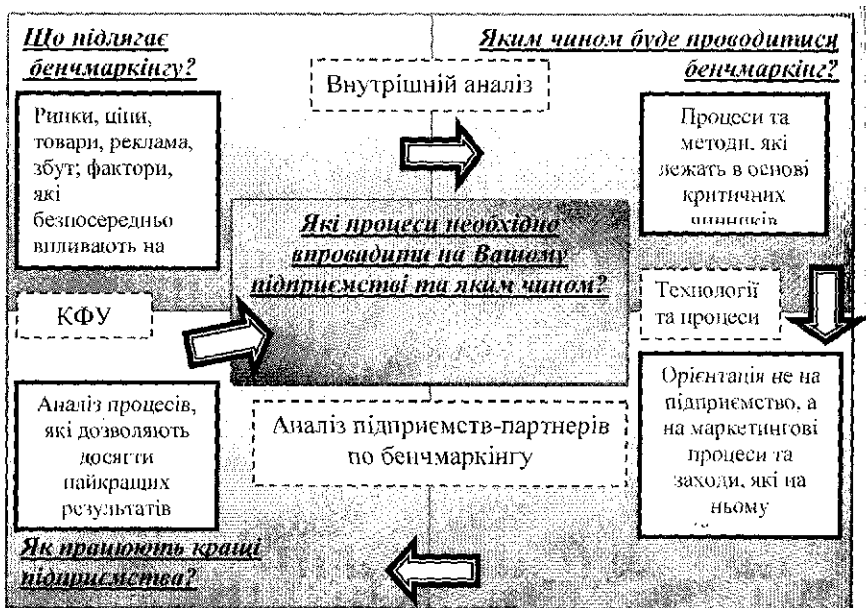 Що підлягає
бенчмаркінгу?
Яким чином буде проводитися
бенчмаркінг?
Внутрішній аналіз
Ринки, ціни,
товари, реклама,
збут; фактори,
які
безпосередньо
впливають на
Процеси та
методи, які
лежать в основі
критичних
чинників
Які процеси необхідно
впровадити на Вашому
підприємстві та яким чином?
КФУ
Технології
та процеси
Аналіз процесів,
які дозволяють
досягти
найкращих
результатів
Аналіз підприємств-партнерів
по бенчмаркінгу
Орієнтація не на
підприємство, а
на маркетингові
процеси та
заходи, які на
ньому
Як працюють кращі
підприємства?